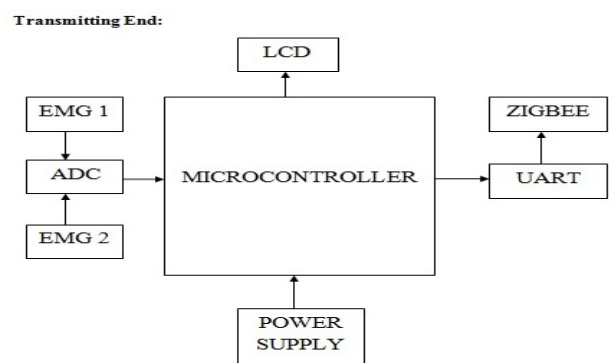 Transmitting End:
LCD
EMG 1
ZIGBEE
ADC
MICROCONTROLLER
UART
EMG 2
POWER
SUPPLY